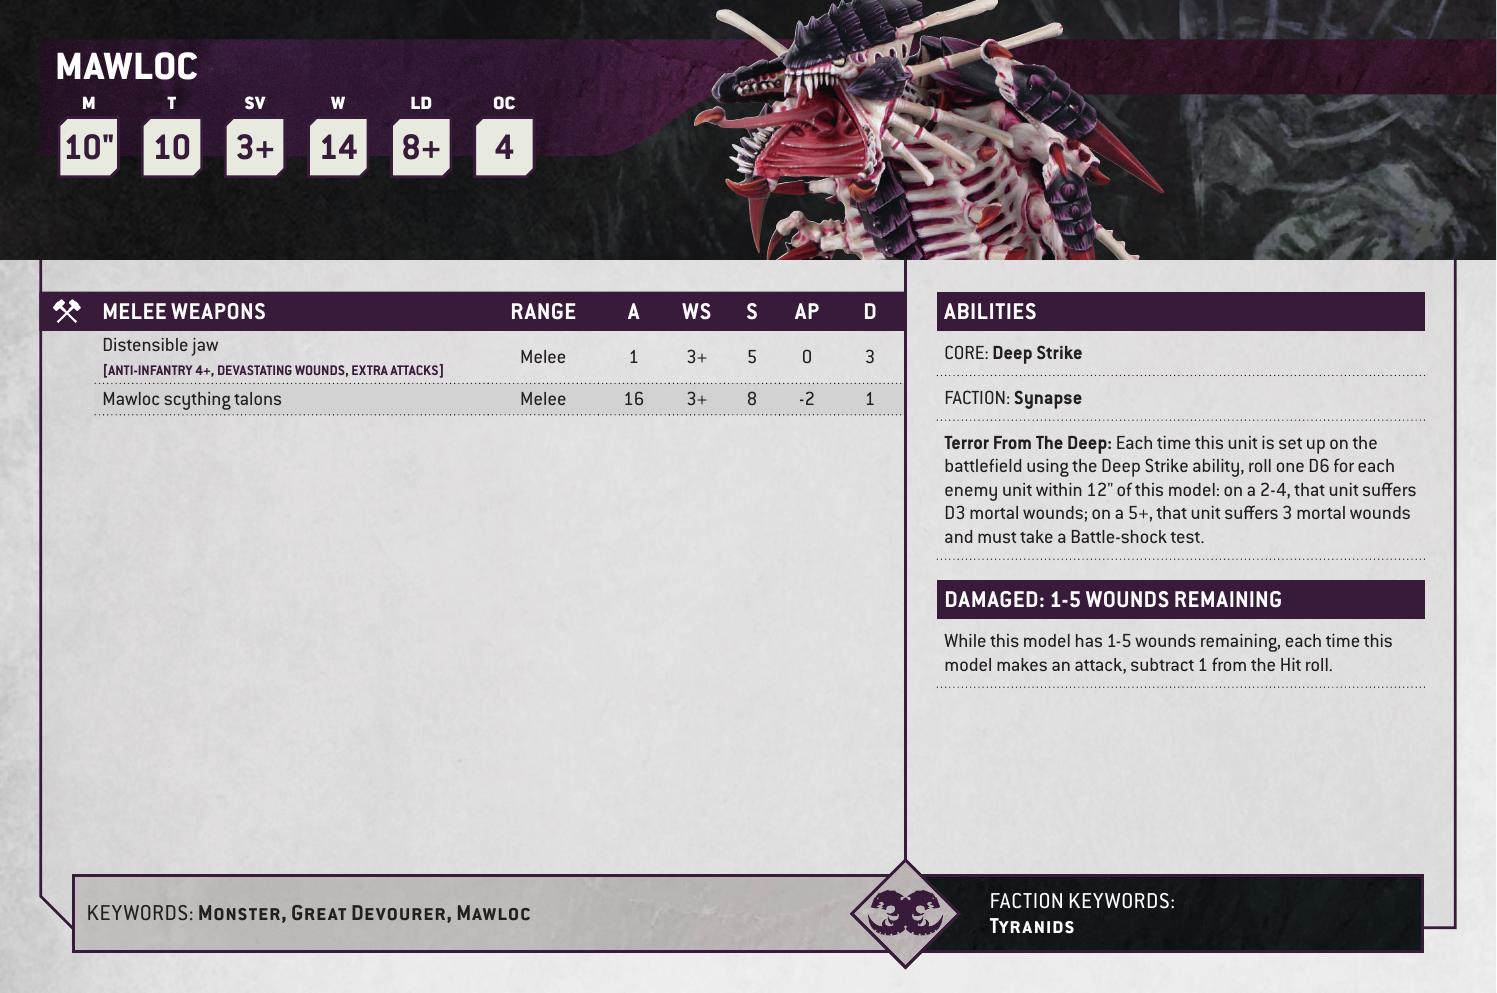 MAWLOC
M T SV W LD OC
10" 10 3+ 14 8+ 4
MELEE WEAPONS RANGE A WS S AP D
Distensible jaw
[ANTI-INFANTRY 4+, DEVASTATING WOUNDS, EXTRA ATTACKS]
Melee 1 3+ 5 0 3
Mawloc scything talons Melee 16 3+ 8 -2 1
ABILITIES
CORE: Deep Strike
FACTION: Synapse
Terror From The Deep: Each time this unit is set up on the
battlefield using the Deep Strike ability, roll one D6 for each
enemy unit within 12" of this model: on a 2-4, that unit suffers
D3 mortal wounds; on a 5+, that unit suffers 3 mortal wounds
and must take a Battle-shock test.
DAMAGED: 1-5 WOUNDS REMAINING
While this model has 1-5 wounds remaining, each time this
model makes an attack, subtract 1 from the Hit roll.
KEYWORDS: MONSTER, GREAT DEVOURER, MAWLOC
FACTION KEYWORDS:
TYRANIDS